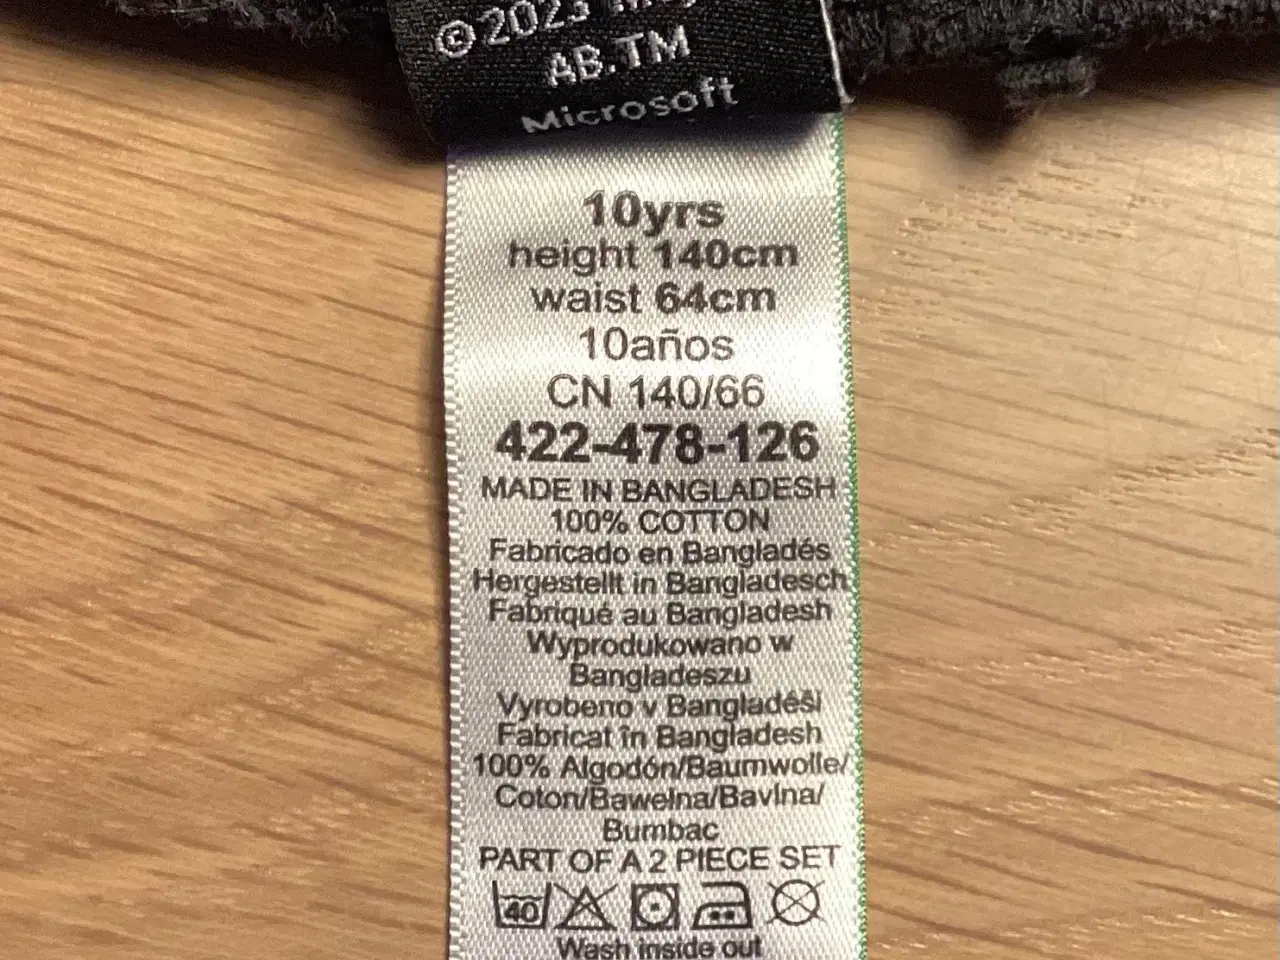 ©2023
AB.TM
Microsoft
10yrs
height 140cm
waist 64cm
10años
CN 140/66
422-478-126
MADE IN BANGLADESH
100% COTTON
Fabricado en Bangladés
Hergestellt in Bangladesch
Fabriqué au Bangladesh
Wyprodukowano w
Bangladeszu
Vyrobeno v Bangladéši
Fabricat în Bangladesh
100% Algodón/Baumwolle/
Coton/Bawełna/Bavlna/
Bumbac
PART OF A 2 PIECE SET
40
Wash inside out